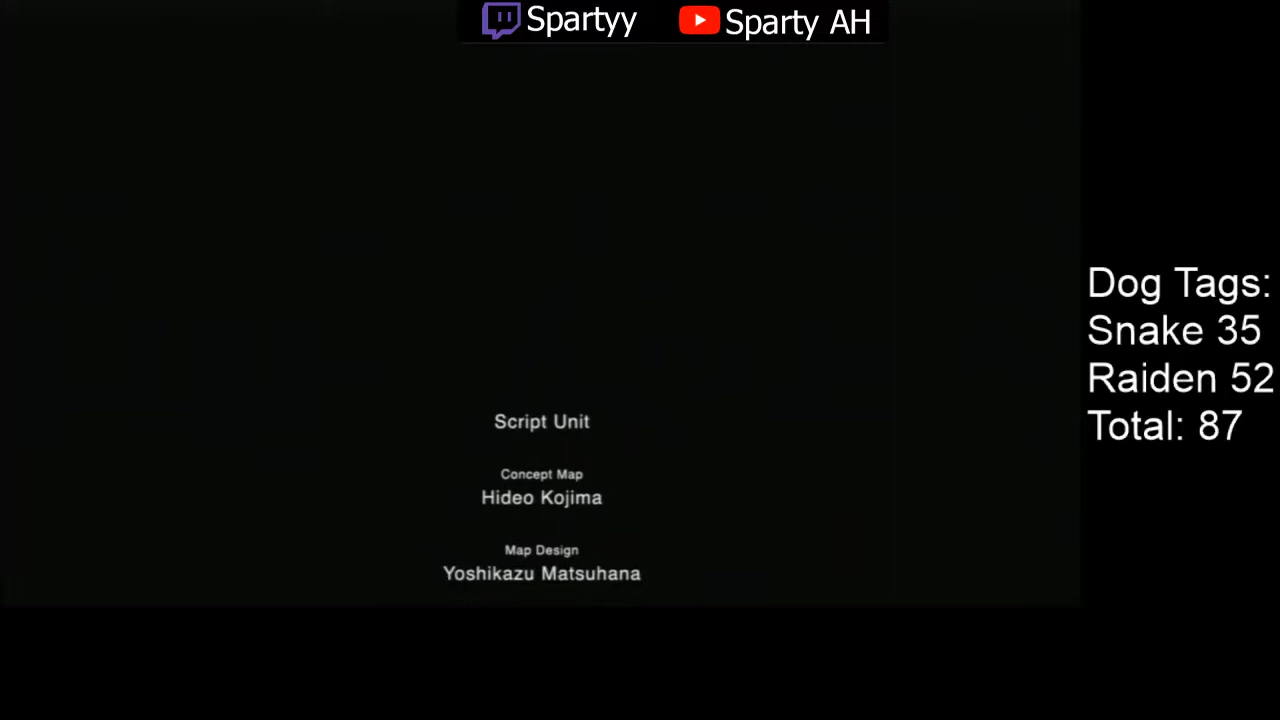 Spartyy
Sparty AH
Dog Tags:
Snake 35
Raiden 52
Total: 87
Script Unit
Concept Map
Hideo Kojima
Map Design
Yoshikazu Matsuhana